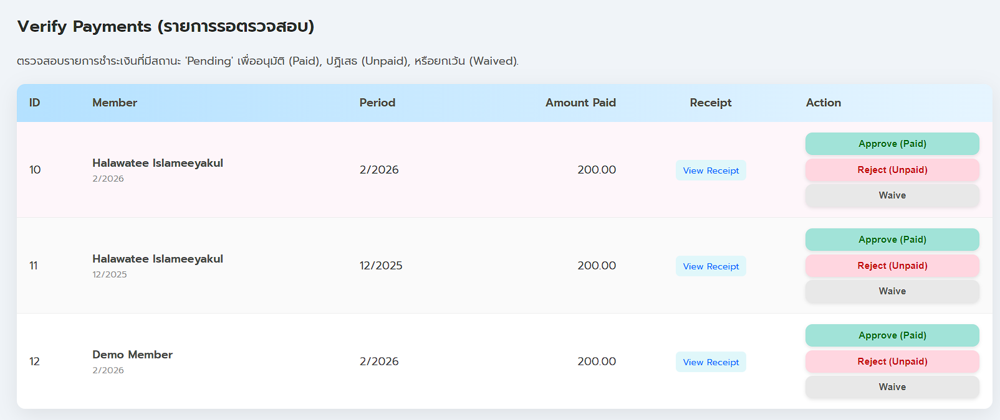 Verify Payments (รายการรอตรวจสอบ)
ตรวจสอบรายการชำระเงินที่มีสถานะ 'Pending' เพื่ออนุมัติ (Paid), ปฏิเสธ (Unpaid), หรือยกเว้น (Waived).
ID Member Period Amount Paid Receipt Action
10 Halawatee Islameeyakul 2/2026 200.00 View Receipt
2/2026
Approve (Paid)
Reject (Unpaid)
Waive
11 Halawatee Islameeyakul 12/2025 200.00 View Receipt
12/2025
Approve (Paid)
Reject (Unpaid)
Waive
12 Demo Member 2/2026 200.00 View Receipt
2/2026
Approve (Paid)
Reject (Unpaid)
Waive